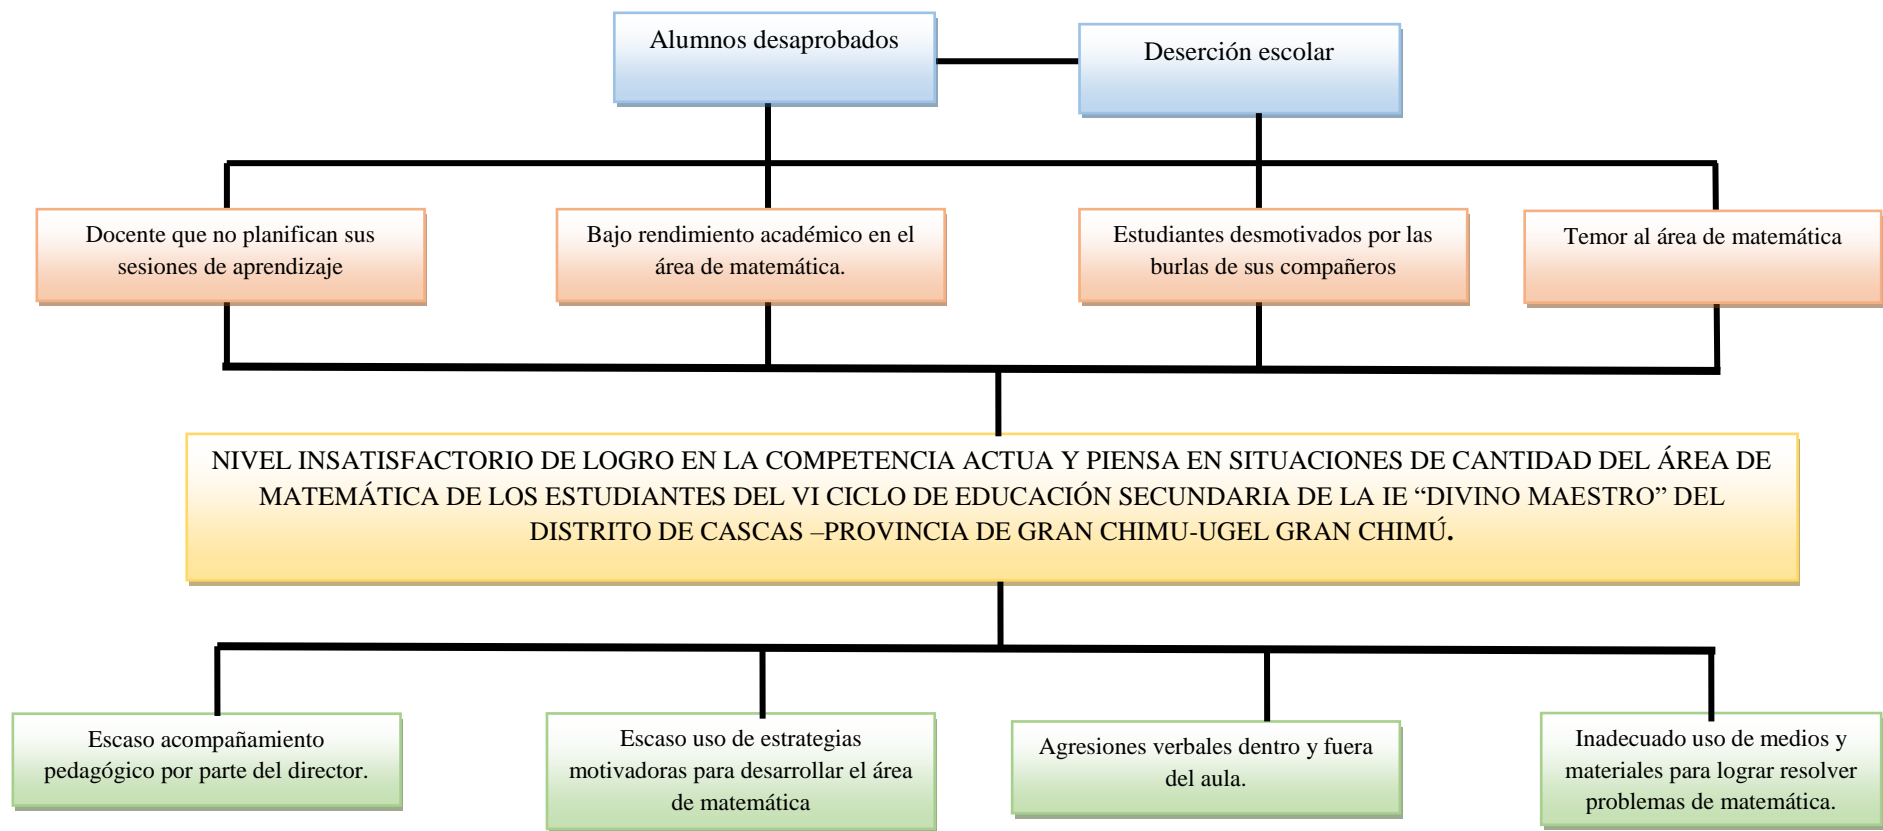 Alumnos desaprobados
Deserción escolar
Docente que no planifican sus
sesiones de aprendizaje
Bajo rendimiento académico en el
área de matemática.
Estudiantes desmotivados por las
burlas de sus compañeros
Temor al área de matemática
NIVEL INSATISFACTORIO DE LOGRO EN LA COMPETENCIA ACTUA Y PIENSA EN SITUACIONES DE CANTIDAD DEL ÁREA DE
MATEMÁTICA DE LOS ESTUDIANTES DEL VI CICLO DE EDUCACIÓN SECUNDARIA DE LA IE “DIVINO MAESTRO” DEL
DISTRITO DE CASCAS –PROVINCIA DE GRAN CHIMU-UGEL GRAN CHIMÚ.
Escaso acompañamiento
pedagógico por parte del director.
Escaso uso de estrategias
motivadoras para desarrollar el área
de matemática
Agresiones verbales dentro y fuera
del aula.
Inadecuado uso de medios y
materiales para lograr resolver
problemas de matemática.